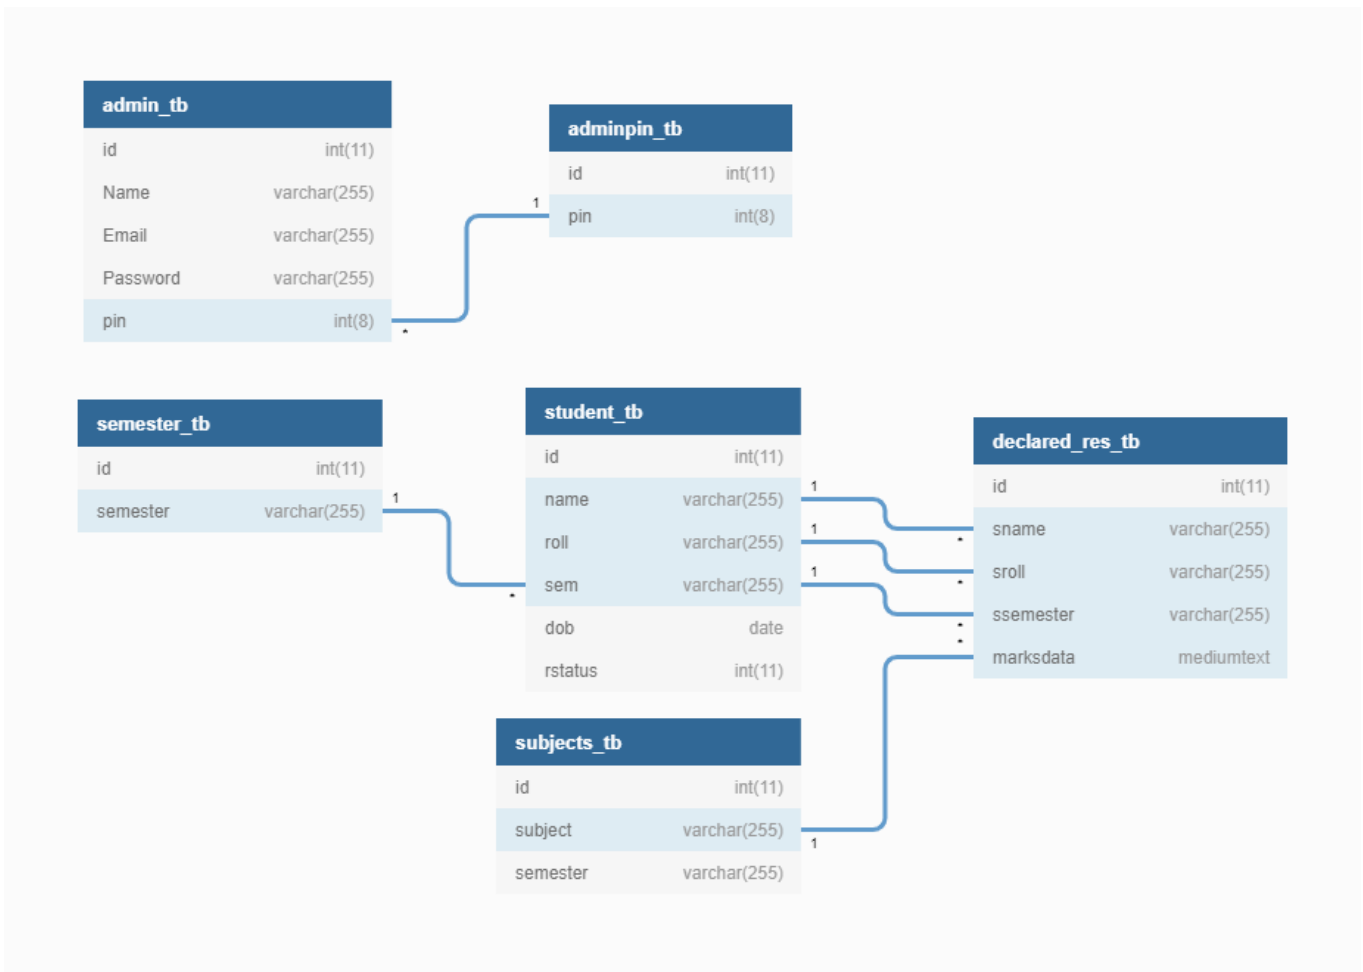 admin_tb
id int(11)
Name varchar(255)
Email varchar(255)
Password varchar(255)
pin int(8)
*
adminpin_tb
id int(11)
1
pin int(8)
semester_tb
id int(11)
semester varchar(255)
1
student_tb
id int(11)
name varchar(255)
1
roll varchar(255)
1
sem varchar(255)
1
*
dob date
rstatus int(11)
declared_res_tb
id int(11)
sname varchar(255)
*
sroll varchar(255)
*
ssemester varchar(255)
*
*
marksdata mediumtext
subjects_tb
id int(11)
subject varchar(255)
1
semester varchar(255)